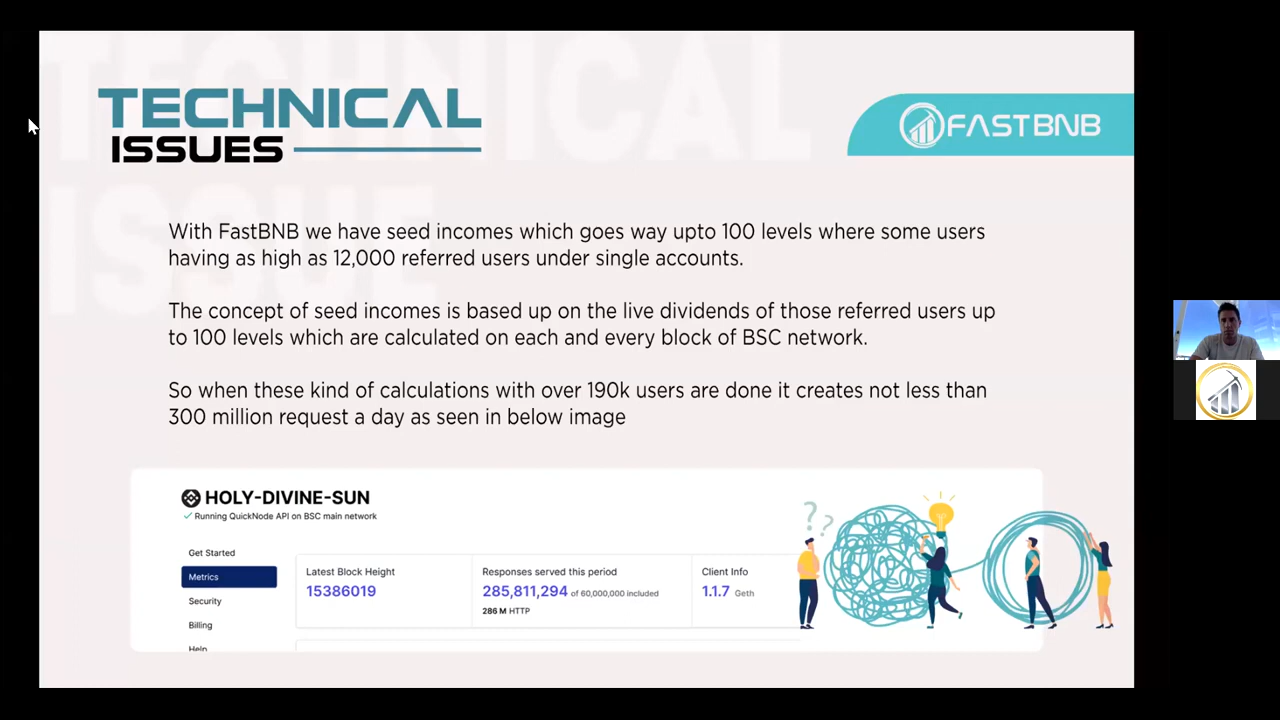 TECHNICAL
ISSUES
FASTBNB
With FastBNB we have seed incomes which goes way upto 100 levels where some users
having as high as 12,000 referred users under single accounts.
The concept of seed incomes is based up on the live dividends of those referred users up
to 100 levels which are calculated on each and every block of BSC network.
So when these kind of calculations with over 190k users are done it creates not less than
300 million request a day as seen in below image
HOLY-DIVINE-SUN
Running QuickNode API on BSC main network
Get Started
Metrics
Security
Billing
Help
Latest Block Height
15386019
Responses served this period
285,811,294 of 60,000,000 included
286 M HTTP
Client Info
1.1.7 Geth
??